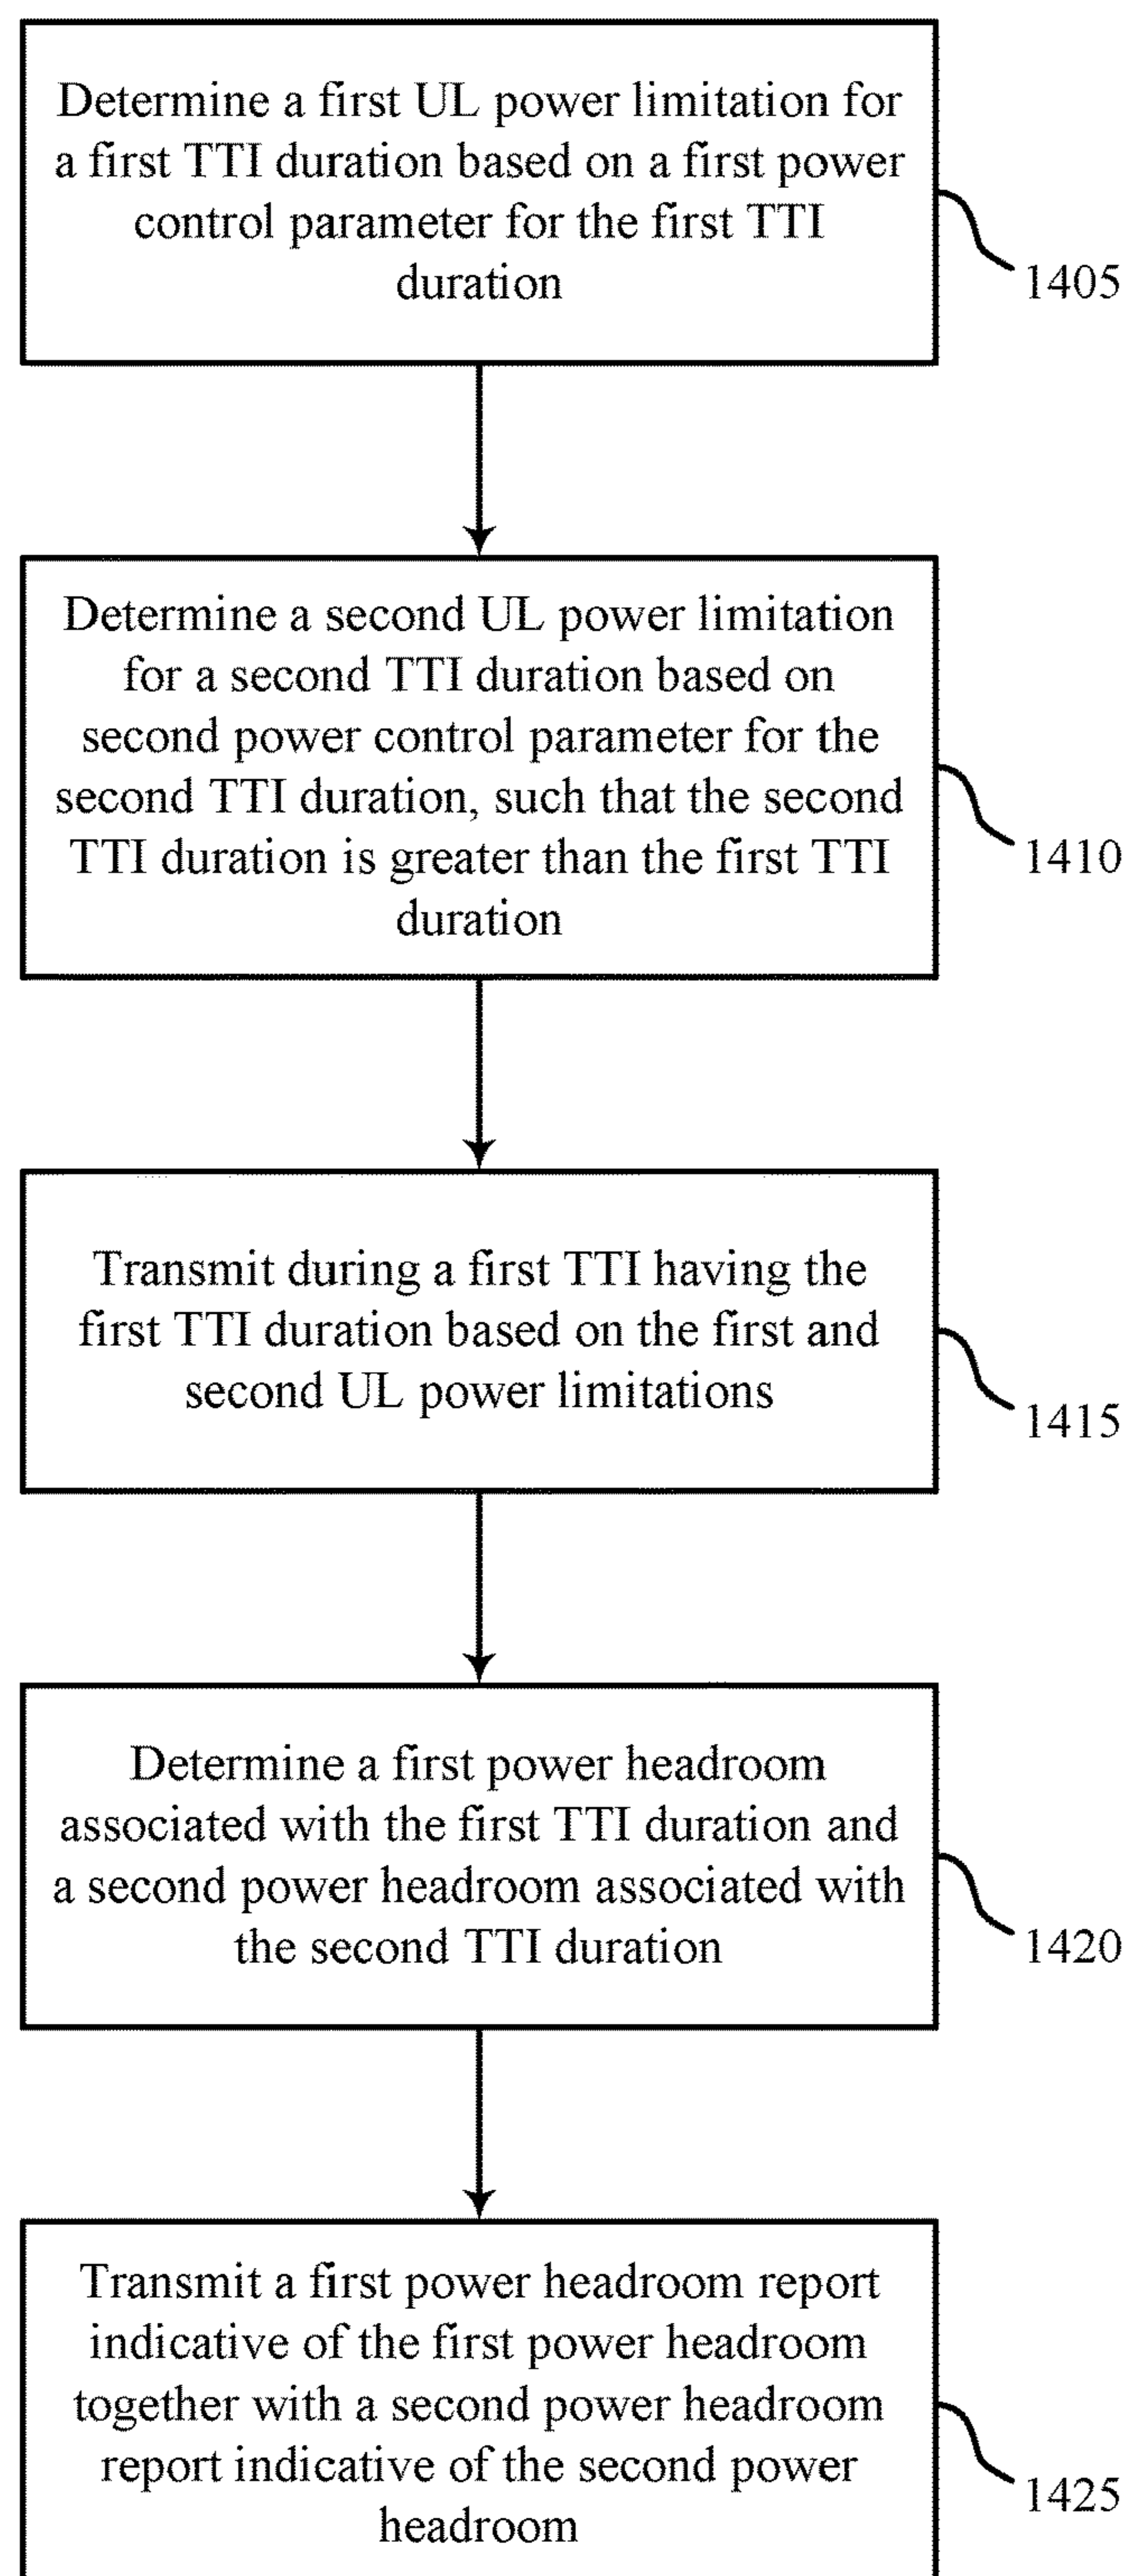 Determine a first UL power limitation for
a first TTI duration based on a first power
control parameter for the first TTI
duration
1405
Determine a second UL power limitation
for a second TTI duration based on
second power control parameter for the
second TTI duration, such that the second
TTI duration is greater than the first TTI
duration
1410
Transmit during a first TTI having the
first TTI duration based on the first and
second UL power limitations
1415
Determine a first power headroom
associated with the first TTI duration and
a second power headroom associated with
the second TTI duration
1420
Transmit a first power headroom report
indicative of the first power headroom
together with a second power headroom
report indicative of the second power
headroom
1425